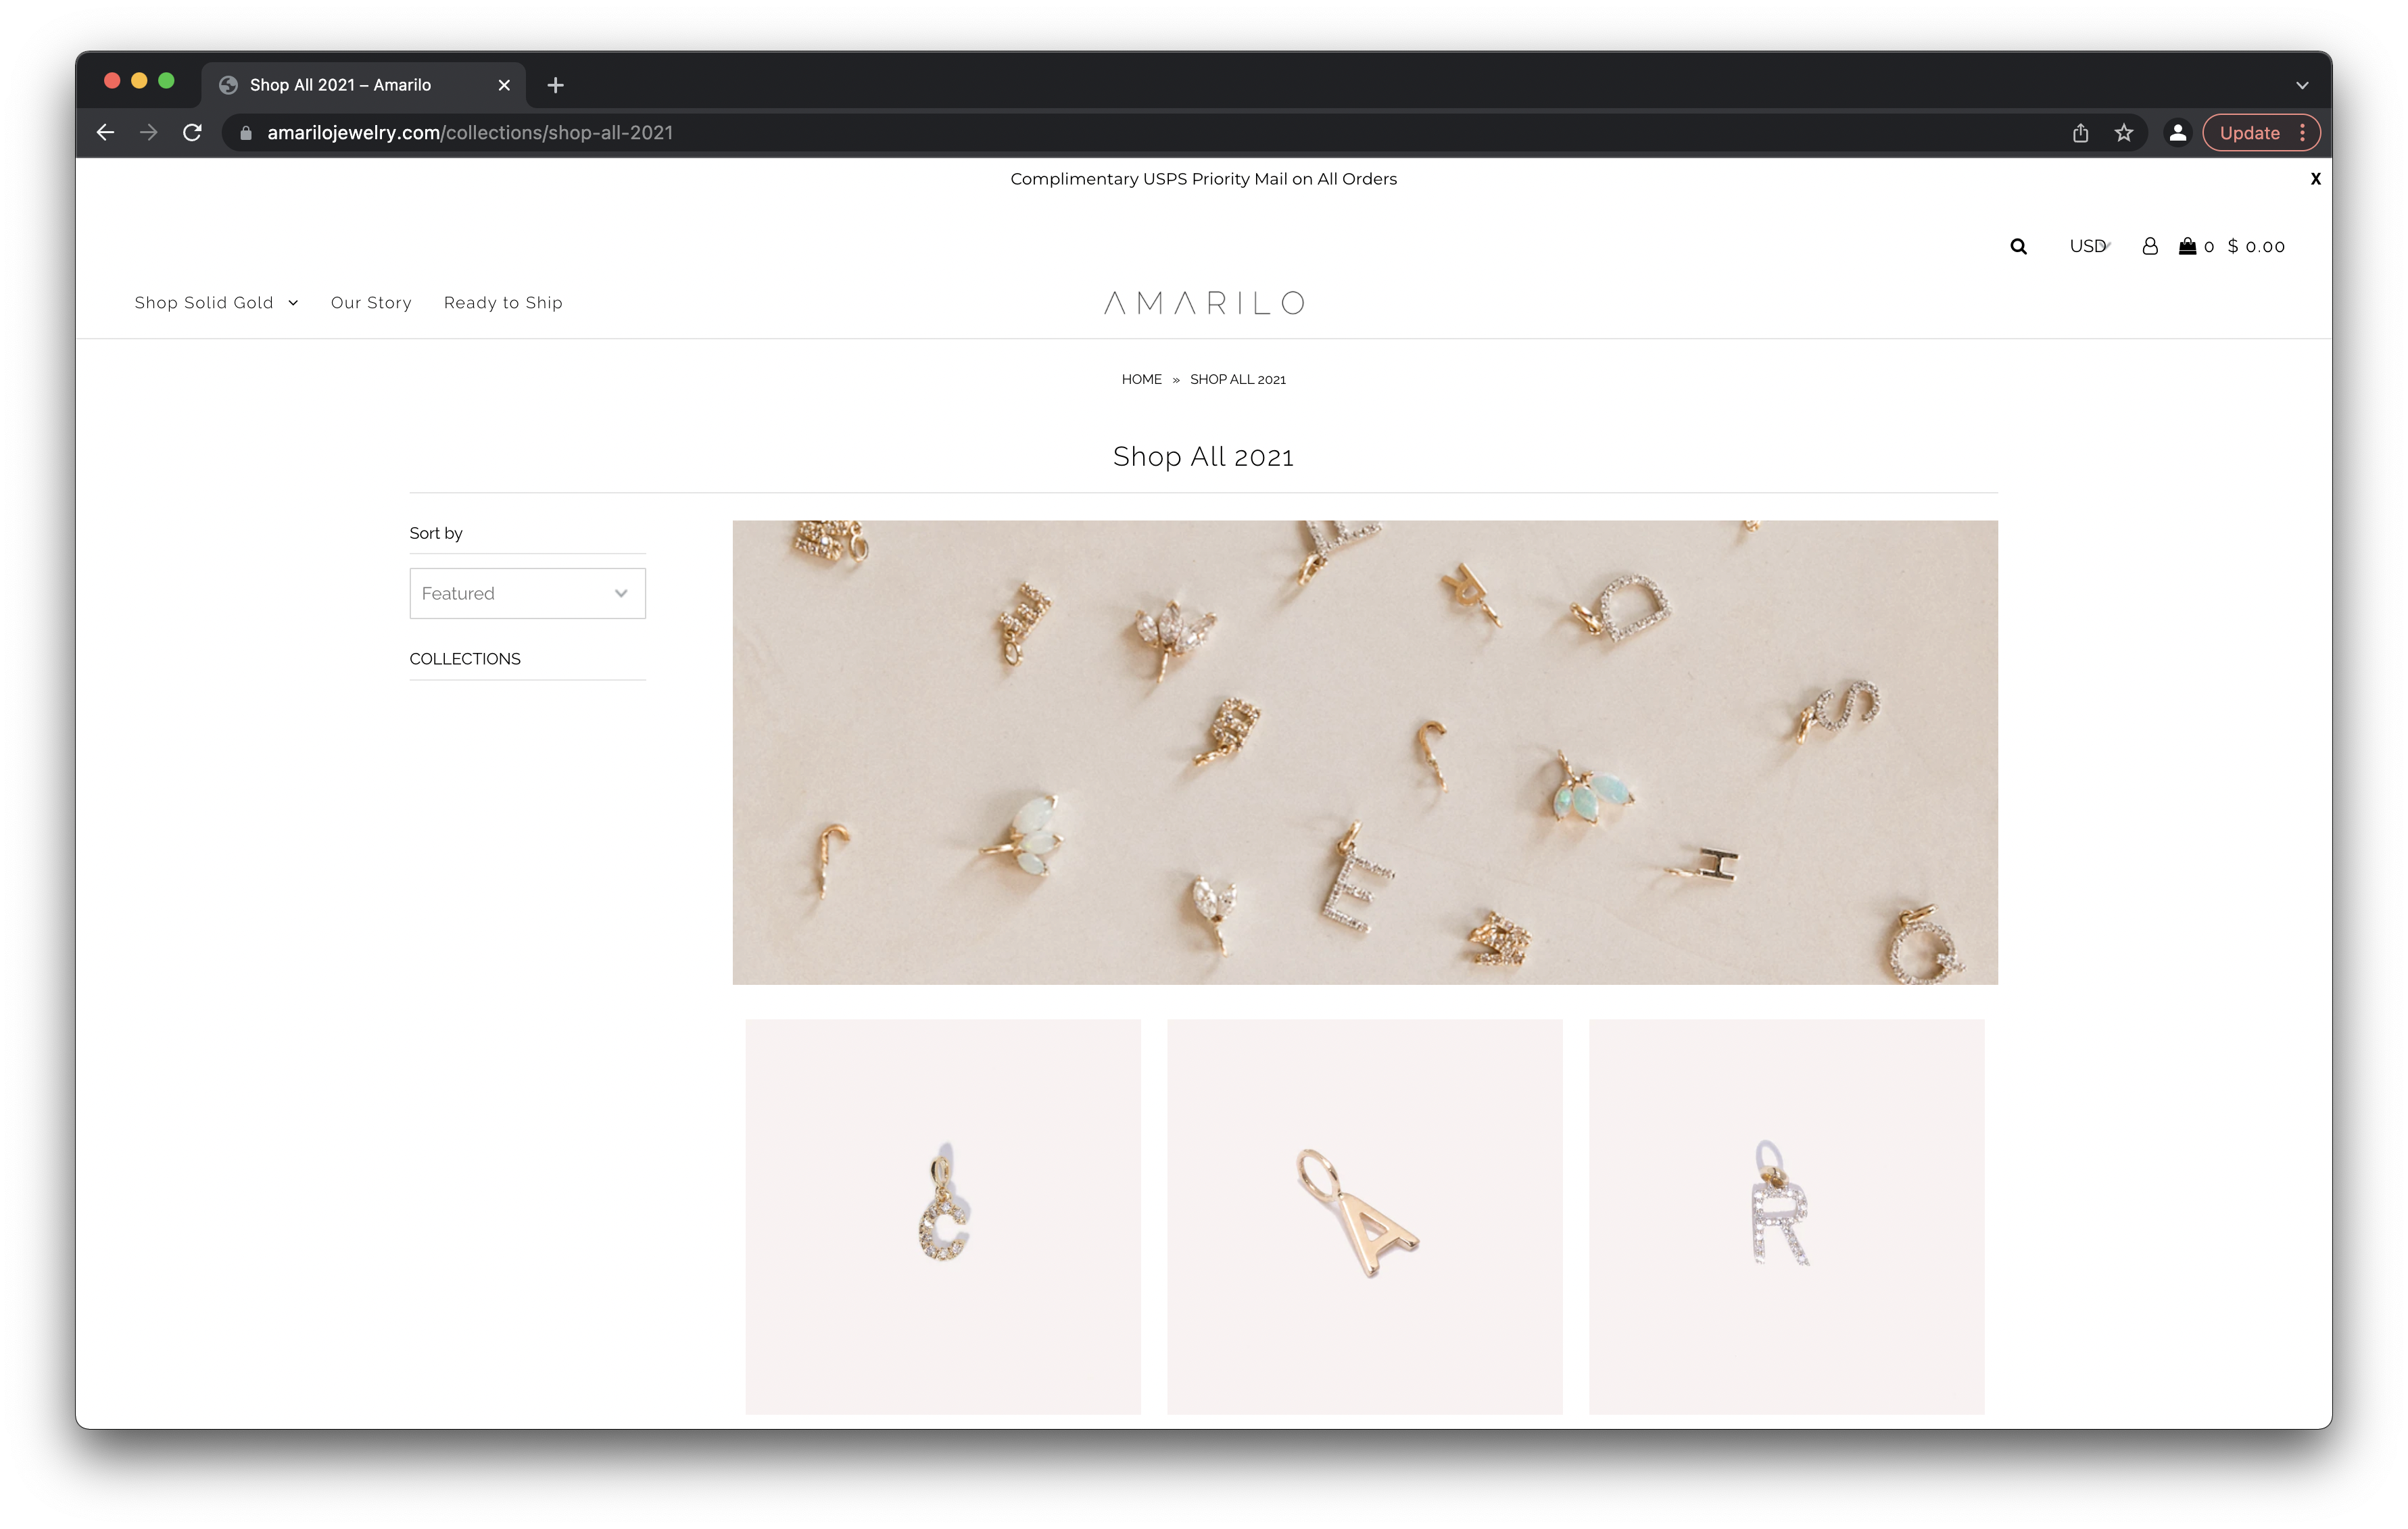 Shop All 2021 – Amarilo
amarilojewelry.com/collections/shop-all-2021
Update
Complimentary USPS Priority Mail on All Orders
X
USD
0 $ 0.00
Shop Solid Gold
Our Story
Ready to Ship
AMARILO
HOME » SHOP ALL 2021
Shop All 2021
Sort by
Featured
COLLECTIONS
R
D
S
E
H
Q
C
A
R